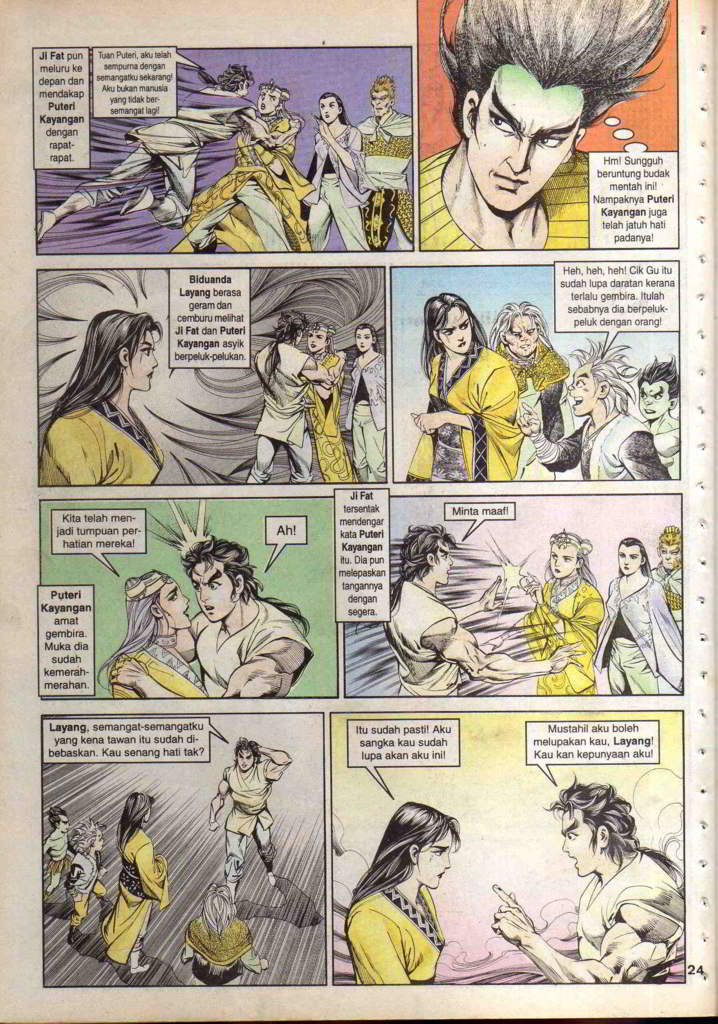 Ji Fat pun
meluru ke
depan dan
mendakap
Puteri
Kayangan
dengan
rapat-
rapat.
Tuan Puteri, aku telah
sempurna dengan
semangatku sekarang!
Aku bukan manusia
yang tidak ber-
semangat lagi!
Hm! Sungguh
beruntung budak
mentah ini!
Nampaknya Puteri
Kayangan juga
telah jatuh hati
padanya!
Biduanda
Layang berasa
geram dan
cemburu melihat
Ji Fat dan Puteri
Kayangan asyik
berpeluk-pelukan.
Heh, heh, heh! Cik Gu itu
sudah lupa daratan kerana
terlalu gembira. Itulah
sebabnya dia berpeluk-
peluk dengan orang!
Kita telah men-
jadi tumpuan per-
hatian mereka!
Ah!
Puteri
Kayangan
amat
gembira.
Muka dia
sudah
kemerah-
merahan.
Ji Fat
tersentak
mendengar
kata Puteri
Kayangan
itu. Dia pun
melepaskan
tangannya
dengan
segera.
Minta maaf!
Layang, semangat-semangatku
yang kena tawan itu sudah di-
bebaskan. Kau senang hati tak?
Itu sudah pasti! Aku
sangka kau sudah
lupa akan aku ini!
Mustahil aku boleh
melupakan kau, Layang!
Kau kan kepunyaan aku!
24